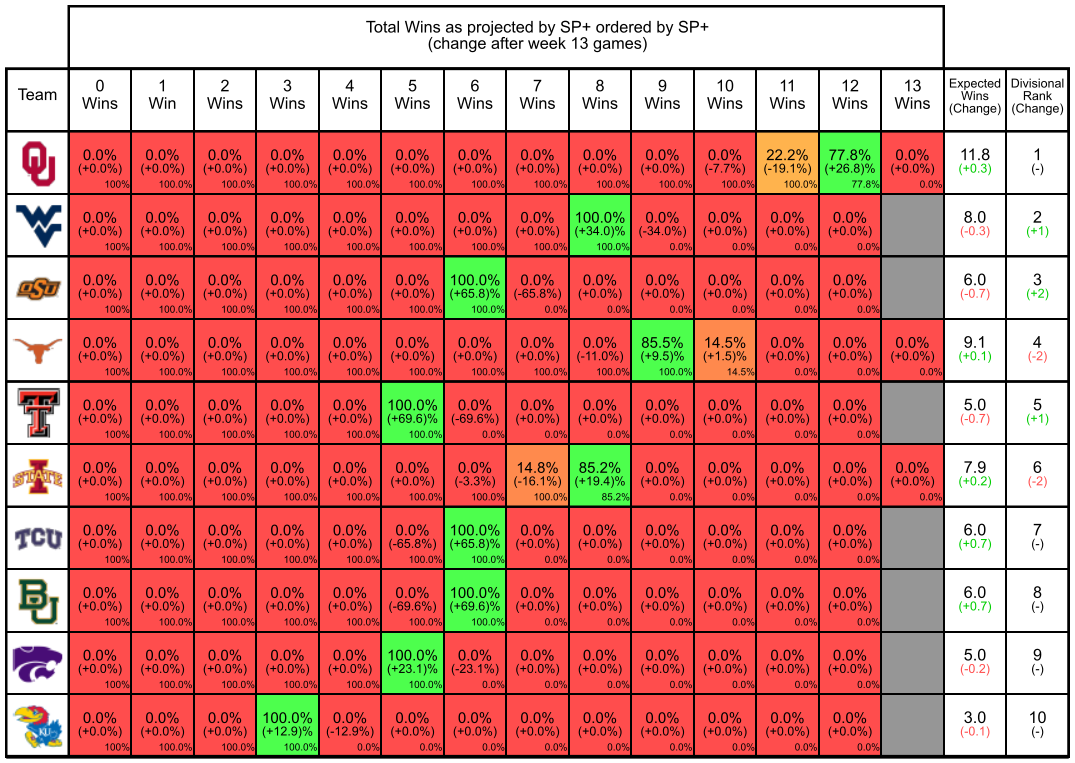 Total Wins as projected by SP+ ordered by SP+
(change after week 13 games)
Team 0 Wins 1 Win 2 Wins 3 Wins 4 Wins 5 Wins 6 Wins 7 Wins 8 Wins 9 Wins 10 Wins 11 Wins 12 Wins 13 Wins Expected Wins (Change) Divisional Rank (Change)
OU 0.0% 0.0% 0.0% 0.0% 0.0% 0.0% 0.0% 0.0% 0.0% 0.0% 0.0% 22.2% 77.8% 0.0% 11.8 1
(+0.0%) (+0.0%) (+0.0%) (+0.0%) (+0.0%) (+0.0%) (+0.0%) (+0.0%) (+0.0%) (+0.0%) (-7.7%) (-19.1%) (+26.8)% (+0.0%) (+0.3) (-)
100% 100.0% 100.0% 100.0% 100.0% 100.0% 100.0% 100.0% 100.0% 100.0% 100.0% 100.0% 77.8% 0.0%
WV 0.0% 0.0% 0.0% 0.0% 0.0% 0.0% 0.0% 0.0% 100.0% 0.0% 0.0% 0.0% 0.0% 8.0 2
(+0.0%) (+0.0%) (+0.0%) (+0.0%) (+0.0%) (+0.0%) (+0.0%) (+0.0%) (+34.0)% (-34.0%) (+0.0%) (+0.0%) (+0.0%) (-0.3) (+1)
100% 100.0% 100.0% 100.0% 100.0% 100.0% 100.0% 100.0% 100.0% 0.0% 0.0% 0.0% 0.0%
OSU 0.0% 0.0% 0.0% 0.0% 0.0% 0.0% 100.0% 0.0% 0.0% 0.0% 0.0% 0.0% 0.0% 6.0 3
(+0.0%) (+0.0%) (+0.0%) (+0.0%) (+0.0%) (+0.0%) (+65.8)% (-65.8%) (+0.0%) (+0.0%) (+0.0%) (+0.0%) (+0.0%) (-0.7) (+2)
100% 100.0% 100.0% 100.0% 100.0% 100.0% 100.0% 0.0% 0.0% 0.0% 0.0% 0.0% 0.0%
0.0% 0.0% 0.0% 0.0% 0.0% 0.0% 0.0% 0.0% 0.0% 85.5% 14.5% 0.0% 0.0% 0.0% 9.1 4
(+0.0%) (+0.0%) (+0.0%) (+0.0%) (+0.0%) (+0.0%) (+0.0%) (+0.0%) (-11.0%) (+9.5)% (+1.5)% (+0.0%) (+0.0%) (+0.0%) (+0.1) (-2)
100% 100.0% 100.0% 100.0% 100.0% 100.0% 100.0% 100.0% 100.0% 100.0% 14.5% 0.0% 0.0% 0.0%
T 0.0% 0.0% 0.0% 0.0% 0.0% 100.0% 0.0% 0.0% 0.0% 0.0% 0.0% 0.0% 0.0% 5.0 5
(+0.0%) (+0.0%) (+0.0%) (+0.0%) (+0.0%) (+69.6)% (-69.6%) (+0.0%) (+0.0%) (+0.0%) (+0.0%) (+0.0%) (+0.0%) (-0.7) (+1)
100% 100.0% 100.0% 100.0% 100.0% 100.0% 0.0% 0.0% 0.0% 0.0% 0.0% 0.0% 0.0%
I STATE 0.0% 0.0% 0.0% 0.0% 0.0% 0.0% 0.0% 14.8% 85.2% 0.0% 0.0% 0.0% 0.0% 0.0% 7.9 6
(+0.0%) (+0.0%) (+0.0%) (+0.0%) (+0.0%) (+0.0%) (-3.3%) (-16.1%) (+19.4)% (+0.0%) (+0.0%) (+0.0%) (+0.0%) (+0.0%) (+0.2) (-2)
100% 100.0% 100.0% 100.0% 100.0% 100.0% 100.0% 100.0% 85.2% 0.0% 0.0% 0.0% 0.0% 0.0%
TCU 0.0% 0.0% 0.0% 0.0% 0.0% 0.0% 100.0% 0.0% 0.0% 0.0% 0.0% 0.0% 0.0% 6.0 7
(+0.0%) (+0.0%) (+0.0%) (+0.0%) (+0.0%) (-65.8%) (+65.8)% (+0.0%) (+0.0%) (+0.0%) (+0.0%) (+0.0%) (+0.0%) (+0.7) (-)
100% 100.0% 100.0% 100.0% 100.0% 100.0% 100.0% 0.0% 0.0% 0.0% 0.0% 0.0% 0.0%
BU 0.0% 0.0% 0.0% 0.0% 0.0% 0.0% 100.0% 0.0% 0.0% 0.0% 0.0% 0.0% 0.0% 6.0 8
(+0.0%) (+0.0%) (+0.0%) (+0.0%) (+0.0%) (-69.6%) (+69.6)% (+0.0%) (+0.0%) (+0.0%) (+0.0%) (+0.0%) (+0.0%) (+0.7) (-)
100% 100.0% 100.0% 100.0% 100.0% 100.0% 100.0% 0.0% 0.0% 0.0% 0.0% 0.0% 0.0%
0.0% 0.0% 0.0% 0.0% 0.0% 100.0% 0.0% 0.0% 0.0% 0.0% 0.0% 0.0% 0.0% 5.0 9
(+0.0%) (+0.0%) (+0.0%) (+0.0%) (+0.0%) (+23.1)% (-23.1%) (+0.0%) (+0.0%) (+0.0%) (+0.0%) (+0.0%) (+0.0%) (-0.2) (-)
100% 100.0% 100.0% 100.0% 100.0% 100.0% 0.0% 0.0% 0.0% 0.0% 0.0% 0.0% 0.0%
KU 0.0% 0.0% 0.0% 100.0% 0.0% 0.0% 0.0% 0.0% 0.0% 0.0% 0.0% 0.0% 0.0% 3.0 10
(+0.0%) (+0.0%) (+0.0%) (+12.9)% (-12.9%) (+0.0%) (+0.0%) (+0.0%) (+0.0%) (+0.0%) (+0.0%) (+0.0%) (+0.0%) (-0.1) (-)
100% 100.0% 100.0% 100.0% 0.0% 0.0% 0.0% 0.0% 0.0% 0.0% 0.0% 0.0% 0.0%